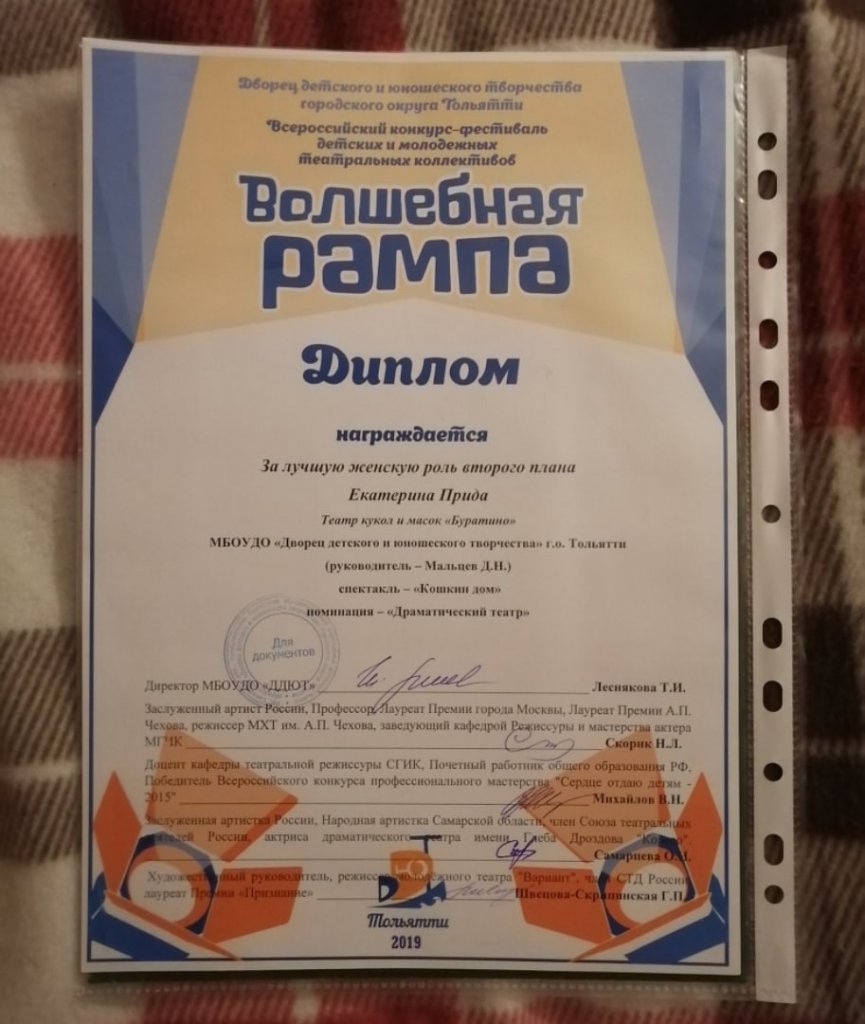 Дворец детского и юношеского творчества
городского округа Тольятти
Всероссийский конкурс-фестиваль
детских и молодежных
театральных коллективов
Волшебная
рампа
Диплом
награждается
За лучшую женскую роль второго плана
Екатерина Прида
Театр кукол и масок «Буратино»
МБОУДО «Дворец детского и юношеского творчества» г.о. Тольятти
(руководитель – Мальцев Д.Н.)
спектакль – «Кошкин дом»
номинация – «Драматический театр»
Для
документов
Директор МБОУДО «ДДЮТ» Леснякова Т.И.
Заслуженный артист России, Профессор, Лауреат Премии города Москвы, Лауреат Премии А.П.
Чехова, режиссер МХТ им. А.П. Чехова, заведующий кафедрой Режиссуры и мастерства актера
МГИК Скорик Н.Л.
Доцент кафедры театральной режиссуры СГИК, Почетный работник общего образования РФ,
Победитель Всероссийского конкурса профессионального мастерства "Сердце отдаю детям -
2015" Михайлов В.Н.
Заслуженная артистка России, Народная артистка Самарской области, член Союза театральных
деятелей России, актриса драматического театра имени Глеба Дроздова "Колесо".
Самарцева О.М.
Художественный руководитель, режиссер молодёжного театра "Вариант", член СТД России,
лауреат Премии «Признание» Швецова-Скрипинская Г.П.
50
Тольятти
2019